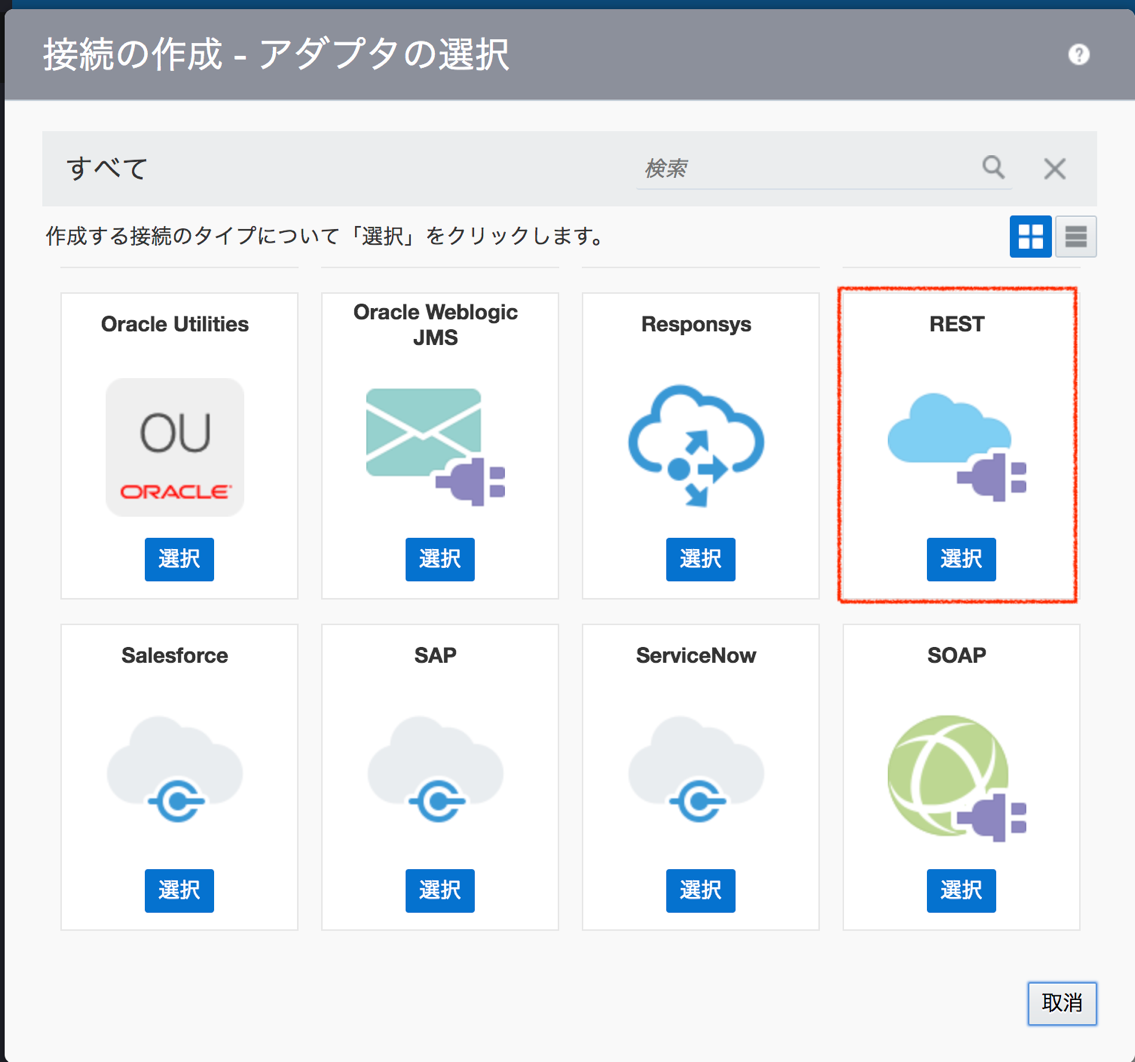 接続の作成 - アダプタの選択
?
すべて
検索
作成する接続のタイプについて「選択」をクリックします。
Oracle Utilities
OU
ORACLE
選択
Oracle Weblogic
JMS
選択
Responsys
選択
REST
選択
Salesforce
選択
SAP
選択
ServiceNow
選択
SOAP
選択
取消